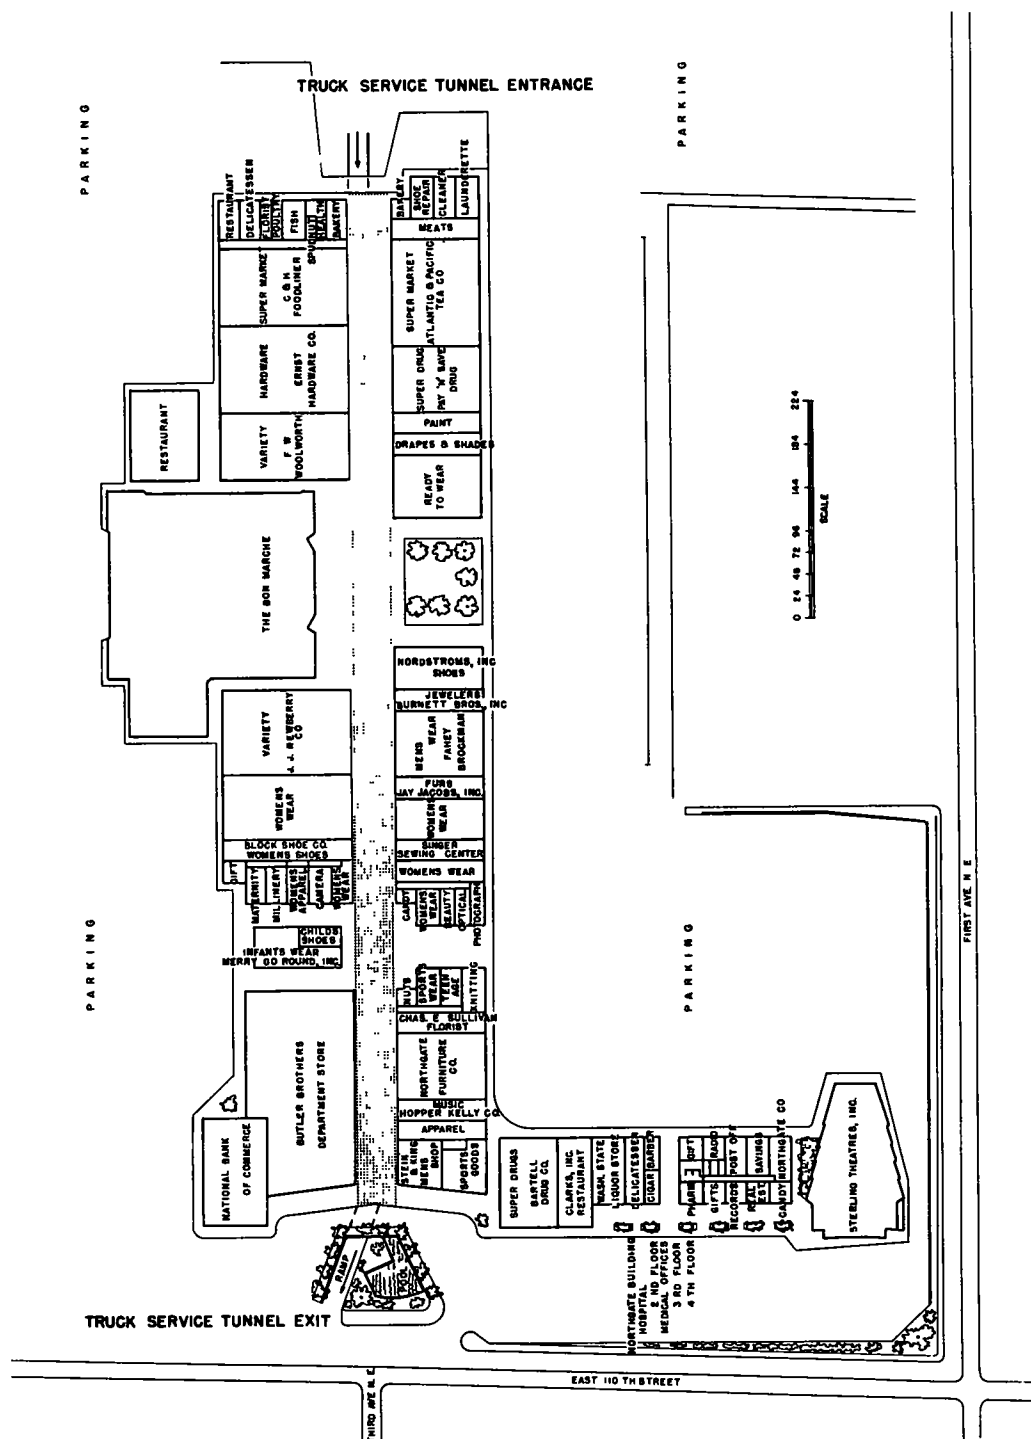 TRUCK SERVICE TUNNEL ENTRANCE
PARKING
PARKING
RESTAURANT
DELICATESSEN
FLORIST
POULTRY
FISH
SPUDNUT
HEALTH
BAKERY
BAKERY
SHOE
REPAIR
CLEANER
LAUNDERETTE
MEATS
SUPER MARKET
C & H
FOODLINER
SUPER MARKET
ATLANTIC & PACIFIC
TEA CO
HARDWARE
ERNST
HARDWARE CO.
SUPER DRUG
PAY 'N' SAVE
DRUG
PAINT
DRAPES & SHADES
RESTAURANT
VARIETY
F W
WOOLWORTH
READY
TO WEAR
THE BON MARCHE
0 24 48 72 96 144 184 224
SCALE
NORDSTROMS, INC
SHOES
JEWELERS
BURNETT BROS., INC
VARIETY
J. J. NEWBERRY
CO
MENS
WEAR
FAHEY
BROCKMAN
FURS
JAY JACOBS, INC.
WOMENS
WEAR
WOMENS
WEAR
BLOCK SHOE CO.
WOMENS SHOES
SINGER
SEWING CENTER
WOMENS WEAR
GIFT
MATERNITY
MILLINERY
WOMENS
APPAREL
CAMERA
WOMENS
WEAR
CANDY
WOMENS
WEAR
BEAUTY
OPTICAL
PHOTOGRAPH
CHILDS
SHOES
INFANTS WEAR
MERRY GO ROUND, INC.
PARKING
PARKING
FIRST AVE. N E
NUTS
SPORTS
WEAR
TEEN
AGE
KNITTING
CHAS. E SULLIVAN
FLORIST
BUTLER BROTHERS
DEPARTMENT STORE
NORTHGATE
FURNITURE
CO.
MUSIC
HOPPER KELLY CO.
APPAREL
NATIONAL BANK
OF COMMERCE
STEIN
& KING
MENS
SHOP
SPORTS
GOODS
SUPER DRUGS
BARTELL
DRUG CO.
CLARKS, INC.
RESTAURANT
WASH. STATE
LIQUOR STORE
DELICATESSEN
CIGAR
BARBER
PHARM
E
GIFT
GIFTS
RADIO
RECORDS
POST OFF
REAL
EST
SAVINGS
CANDY
NORTHGATE CO
STERLING THEATRES, INC.
RAMP
POOL
NORTHGATE BUILDING
HOSPITAL
2 ND FLOOR
MEDICAL OFFICES
3 RD FLOOR
4 TH FLOOR
TRUCK SERVICE TUNNEL EXIT
EAST 110 TH STREET
THIRD AVE N. E.